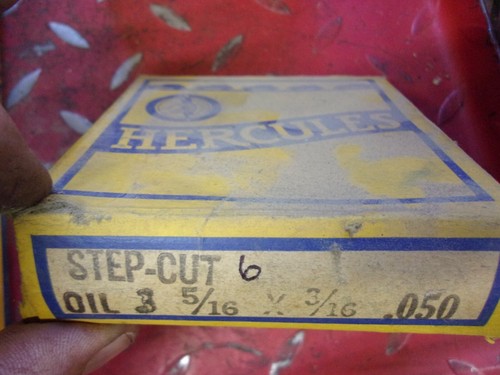 HERCULES
STEP-CUT 6
OIL 3 5/16 X 3/16 .050